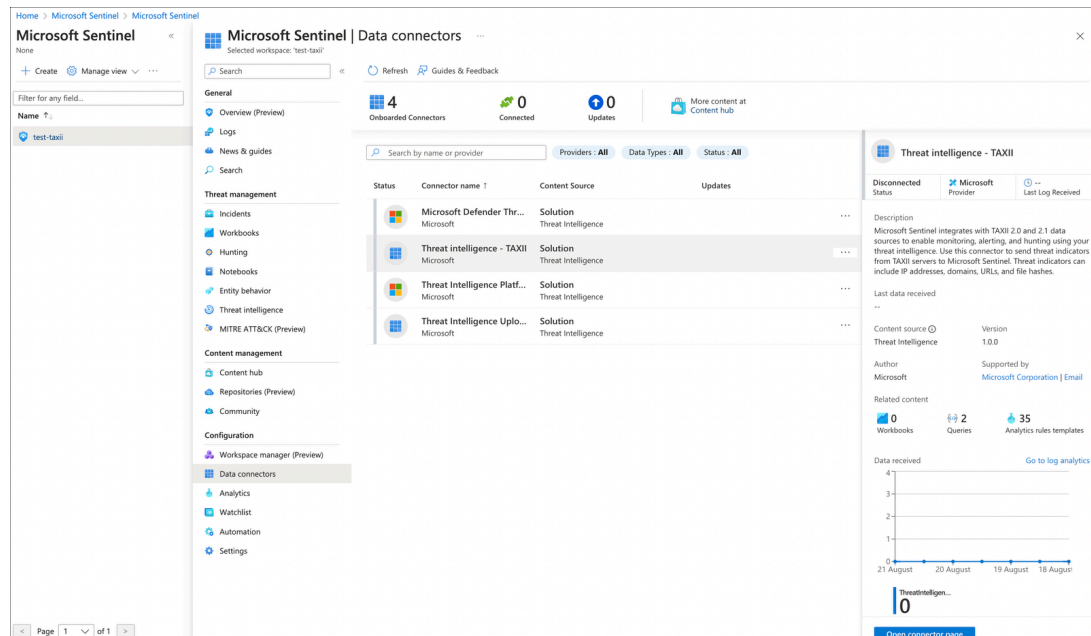 Home > Microsoft Sentinel > Microsoft Sentinel
Microsoft Sentinel
None
+ Create Manage view ...
Filter for any field...
Name ↑↓
test-taxii
< Page 1 of 1 >
Microsoft Sentinel | Data connectors ...
Selected workspace: 'test-taxii'
Search
General
Overview (Preview)
Logs
News & guides
Search
Threat management
Incidents
Workbooks
Hunting
Notebooks
Entity behavior
Threat intelligence
MITRE ATT&CK (Preview)
Content management
Content hub
Repositories (Preview)
Community
Configuration
Workspace manager (Preview)
Data connectors
Analytics
Watchlist
Automation
Settings
Refresh Guides & Feedback
4
Onboarded Connectors
0
Connected
0
Updates
More content at
Content hub
Search by name or provider Providers : All Data Types : All Status : All
Status Connector name ↑ Content Source Updates
Microsoft Defender Thr... Solution ...
Microsoft Threat Intelligence
Threat intelligence - TAXII Solution ...
Microsoft Threat Intelligence
Threat Intelligence Platf... Solution ...
Microsoft Threat Intelligence
Threat Intelligence Uplo... Solution ...
Microsoft Threat Intelligence
Threat intelligence - TAXII
Disconnected Microsoft --
Status Provider Last Log Received
Description
Microsoft Sentinel integrates with TAXII 2.0 and 2.1 data
sources to enable monitoring, alerting, and hunting using your
threat intelligence. Use this connector to send threat indicators
from TAXII servers to Microsoft Sentinel. Threat indicators can
include IP addresses, domains, URLs, and file hashes.
Last data received
--
Content source Version
Threat Intelligence 1.0.0
Author Supported by
Microsoft Microsoft Corporation | Email
Related content
0 2 35
Workbooks Queries Analytics rules templates
Data received Go to log analytics
4
3
2
1
0
21 August 20 August 19 August 18 August
ThreatIntelligen...
0
Open connector page